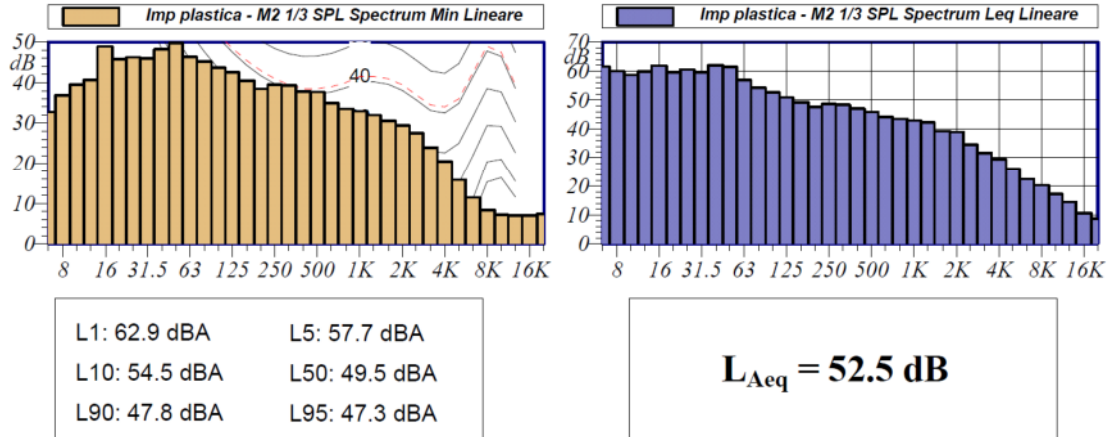 Imp plastica - M2 1/3 SPL Spectrum Min Lineare
50
dB
40
30
20
10
0
40
8 16 31.5 63 125 250 500 1K 2K 4K 8K 16K
Imp plastica - M2 1/3 SPL Spectrum Leq Lineare
70
dB
60
50
40
30
20
10
0
8 16 31.5 63 125 250 500 1K 2K 4K 8K 16K
L1: 62.9 dBA L5: 57.7 dBA
L10: 54.5 dBA L50: 49.5 dBA
L90: 47.8 dBA L95: 47.3 dBA
LAeq = 52.5 dB